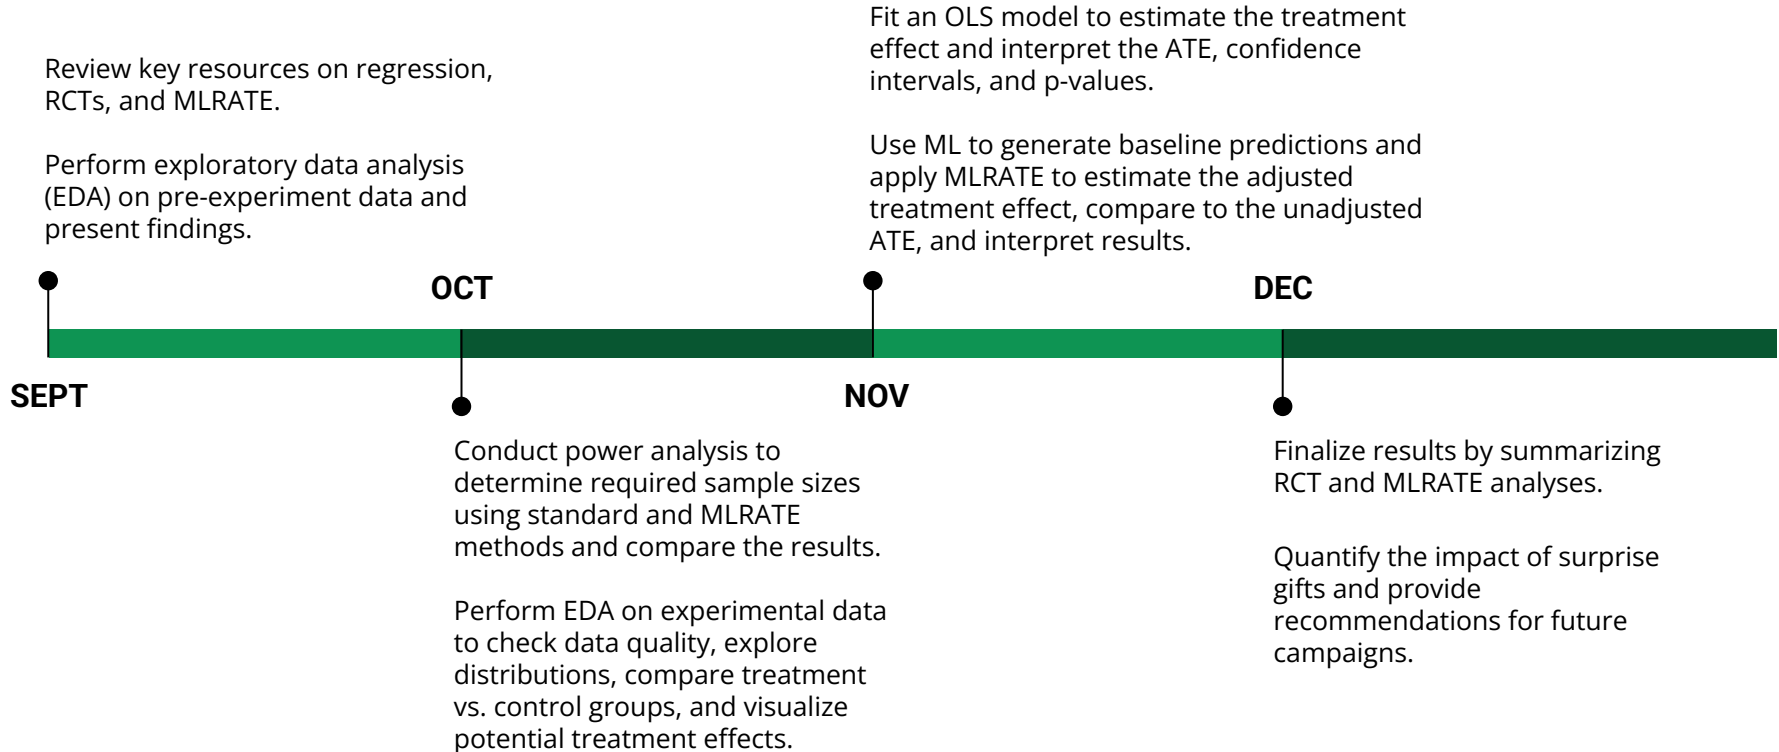 Review key resources on regression,
RCTs, and MLRATE.
Perform exploratory data analysis
(EDA) on pre-experiment data and
present findings.
SEPT
OCT
Conduct power analysis to
determine required sample sizes
using standard and MLRATE
methods and compare the results.
Perform EDA on experimental data
to check data quality, explore
distributions, compare treatment
vs. control groups, and visualize
potential treatment effects.
Fit an OLS model to estimate the treatment
effect and interpret the ATE, confidence
intervals, and p-values.
Use ML to generate baseline predictions and
apply MLRATE to estimate the adjusted
treatment effect, compare to the unadjusted
ATE, and interpret results.
NOV
DEC
Finalize results by summarizing
RCT and MLRATE analyses.
Quantify the impact of surprise
gifts and provide
recommendations for future
campaigns.